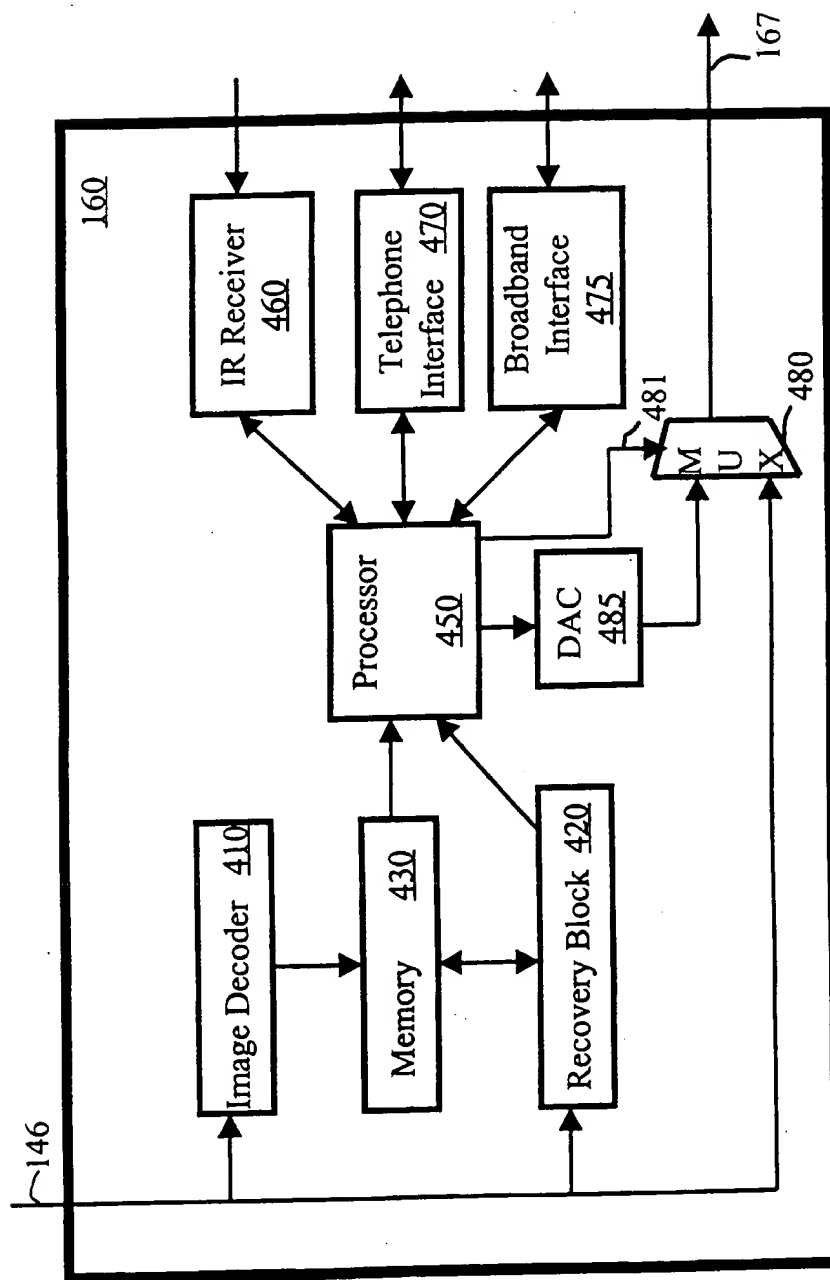 146
160
Image Decoder 410
Memory 430
Recovery Block 420
Processor
450
DAC
485
IR Receiver
460
Telephone
Interface 470
Broadband
Interface
475
481
M
U
X
480
167